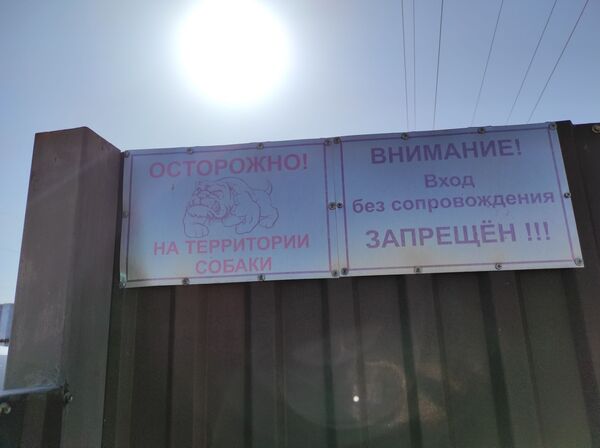 ОСТОРОЖНО!
НА ТЕРРИТОРИИ
СОБАКИ
ВНИМАНИЕ!
Вход
без сопровождения
ЗАПРЕЩЁН !!!